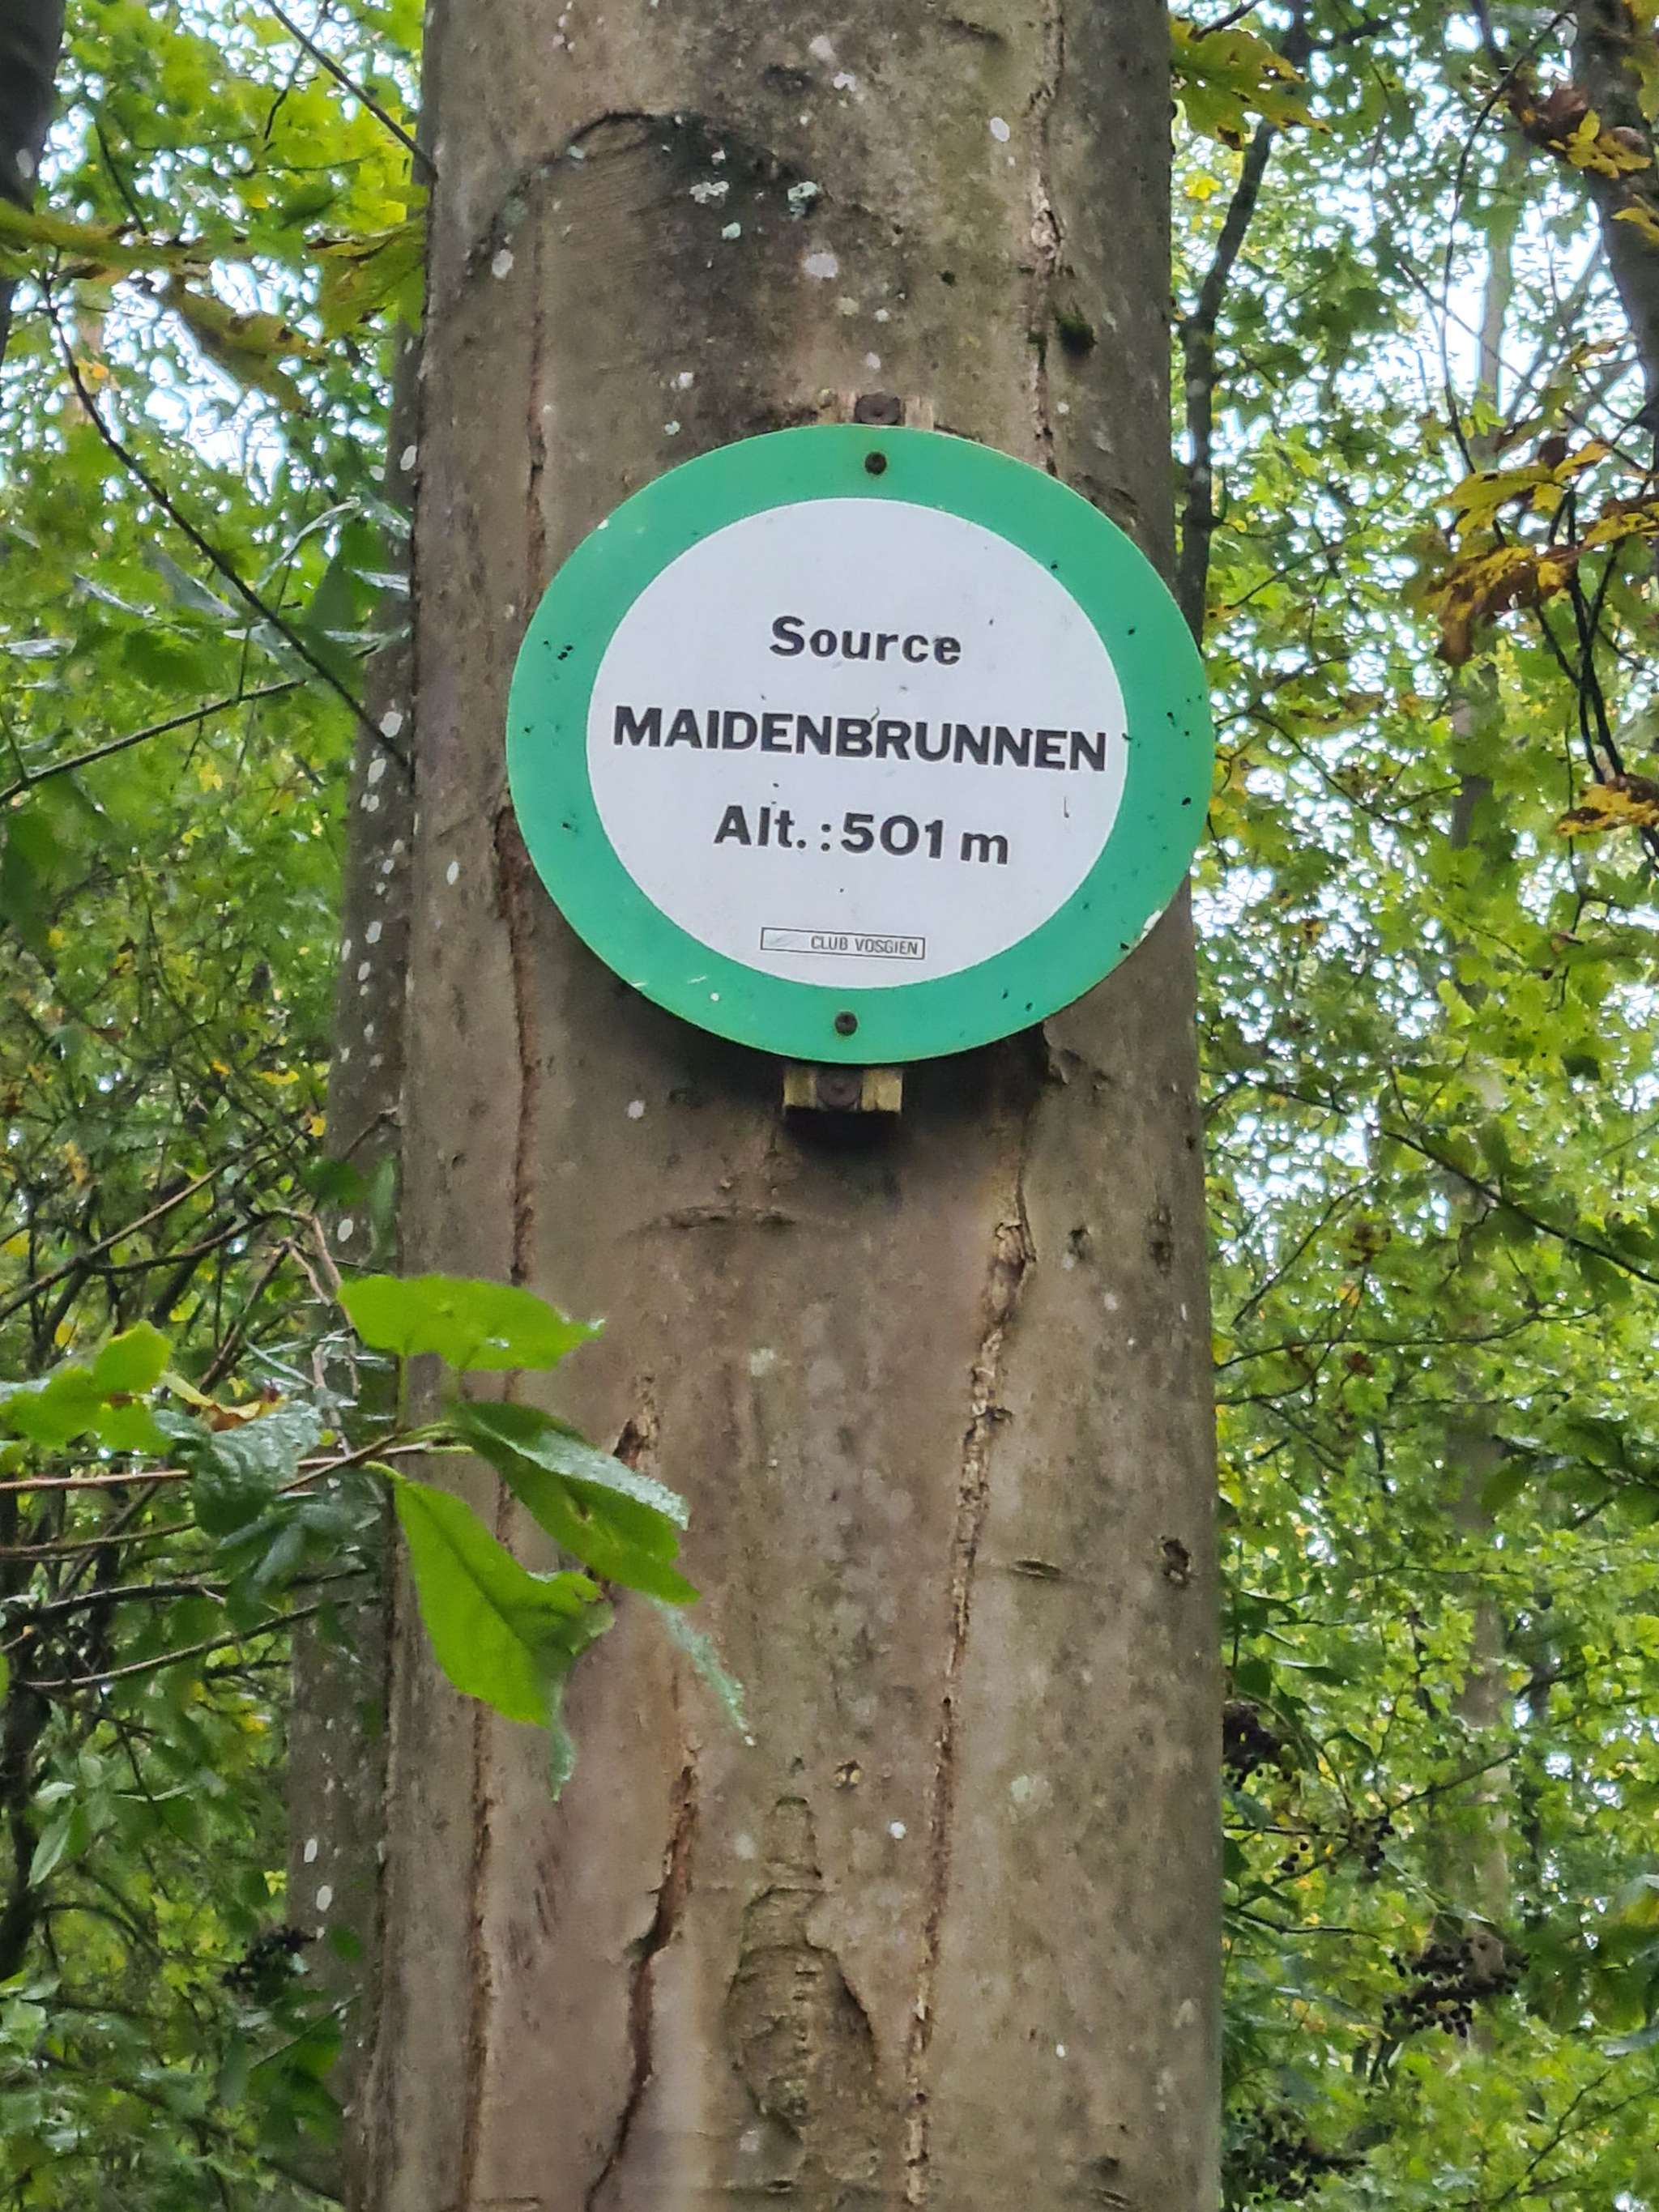 Source
MAIDENBRUNNEN
Alt.:501 m
CLUB VOSGIEN